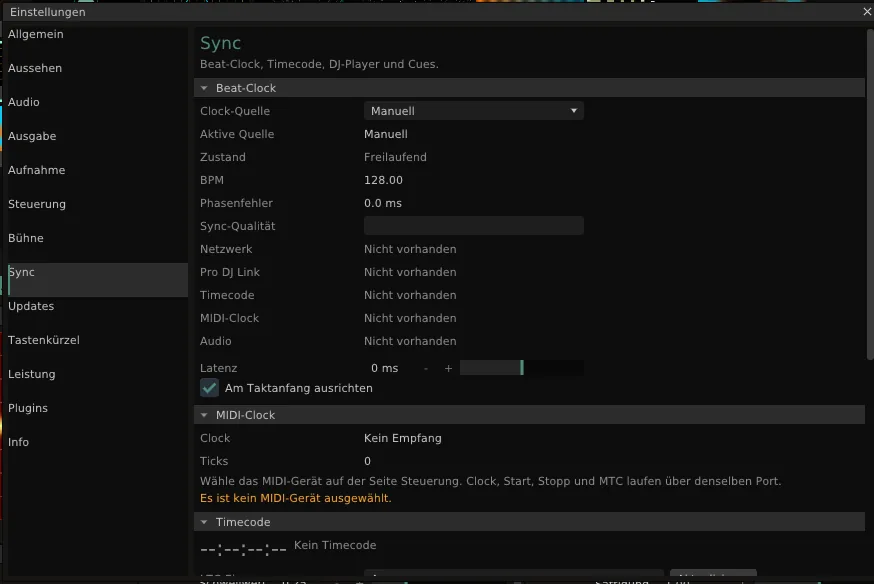 Einstellungen
Allgemein
Aussehen
Audio
Ausgabe
Aufnahme
Steuerung
Bühne
Sync
Updates
Tastenkürzel
Leistung
Plugins
Info
Sync
Beat-Clock, Timecode, DJ-Player und Cues.
Beat-Clock
Clock-Quelle Manuell
Aktive Quelle Manuell
Zustand Freilaufend
BPM 128.00
Phasenfehler 0.0 ms
Sync-Qualität
Netzwerk Nicht vorhanden
Pro DJ Link Nicht vorhanden
Timecode Nicht vorhanden
MIDI-Clock Nicht vorhanden
Audio Nicht vorhanden
Latenz 0 ms - +
Am Taktanfang ausrichten
MIDI-Clock
Clock Kein Empfang
Ticks 0
Wähle das MIDI-Gerät auf der Seite Steuerung. Clock, Start, Stopp und MTC laufen über denselben Port.
Es ist kein MIDI-Gerät ausgewählt.
Timecode
--:--:--:-- Kein Timecode